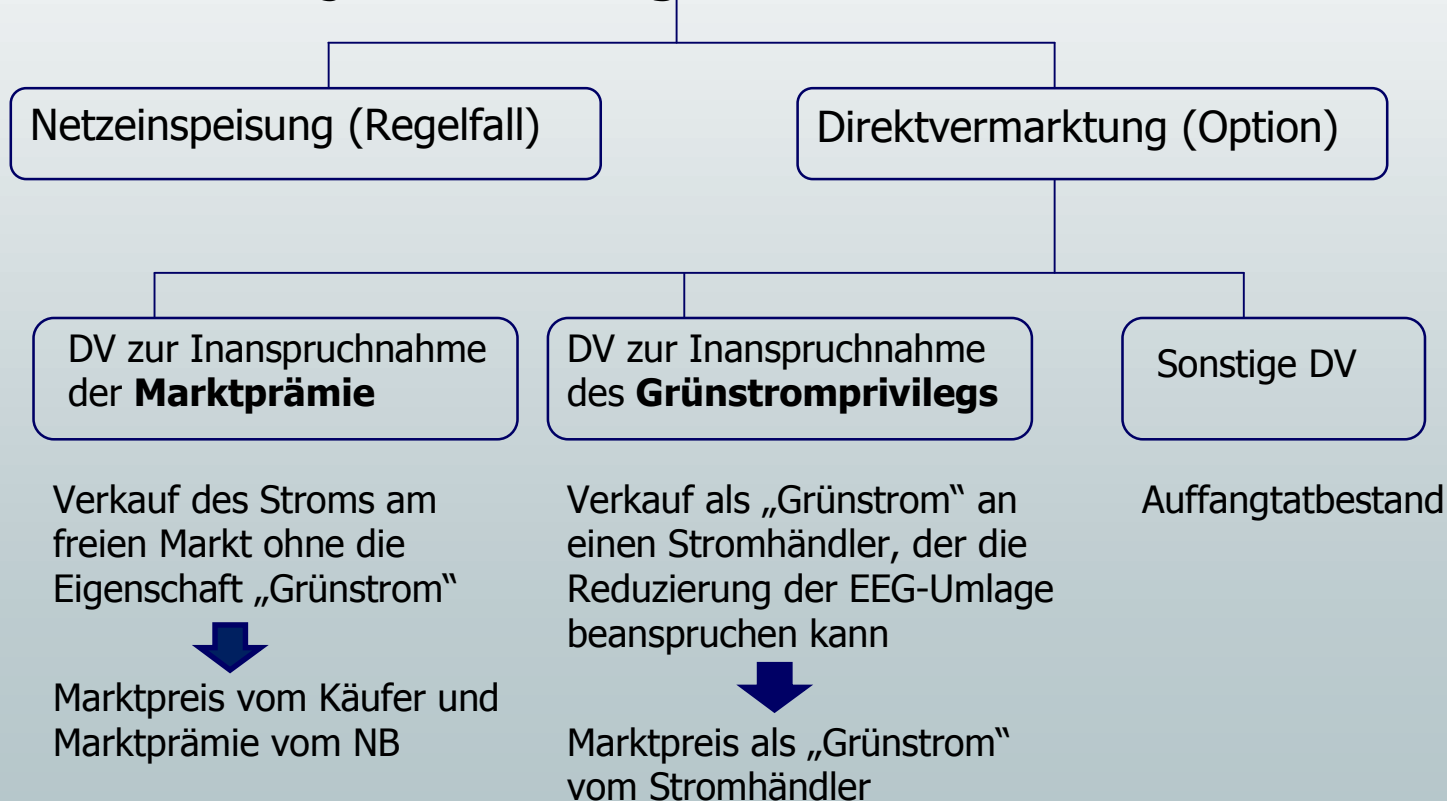 Netzeinspeisung (Regelfall)
Direktvermarktung (Option)
DV zur Inanspruchnahme
der Marktprämie
DV zur Inanspruchnahme
des Grünstromprivilegs
Sonstige DV
Verkauf des Stroms am
freien Markt ohne die
Eigenschaft „Grünstrom“
Marktpreis vom Käufer und
Marktprämie vom NB
Verkauf als „Grünstrom“ an
einen Stromhändler, der die
Reduzierung der EEG-Umlage
beanspruchen kann
Marktpreis als „Grünstrom“
vom Stromhändler
Auffangtatbestand